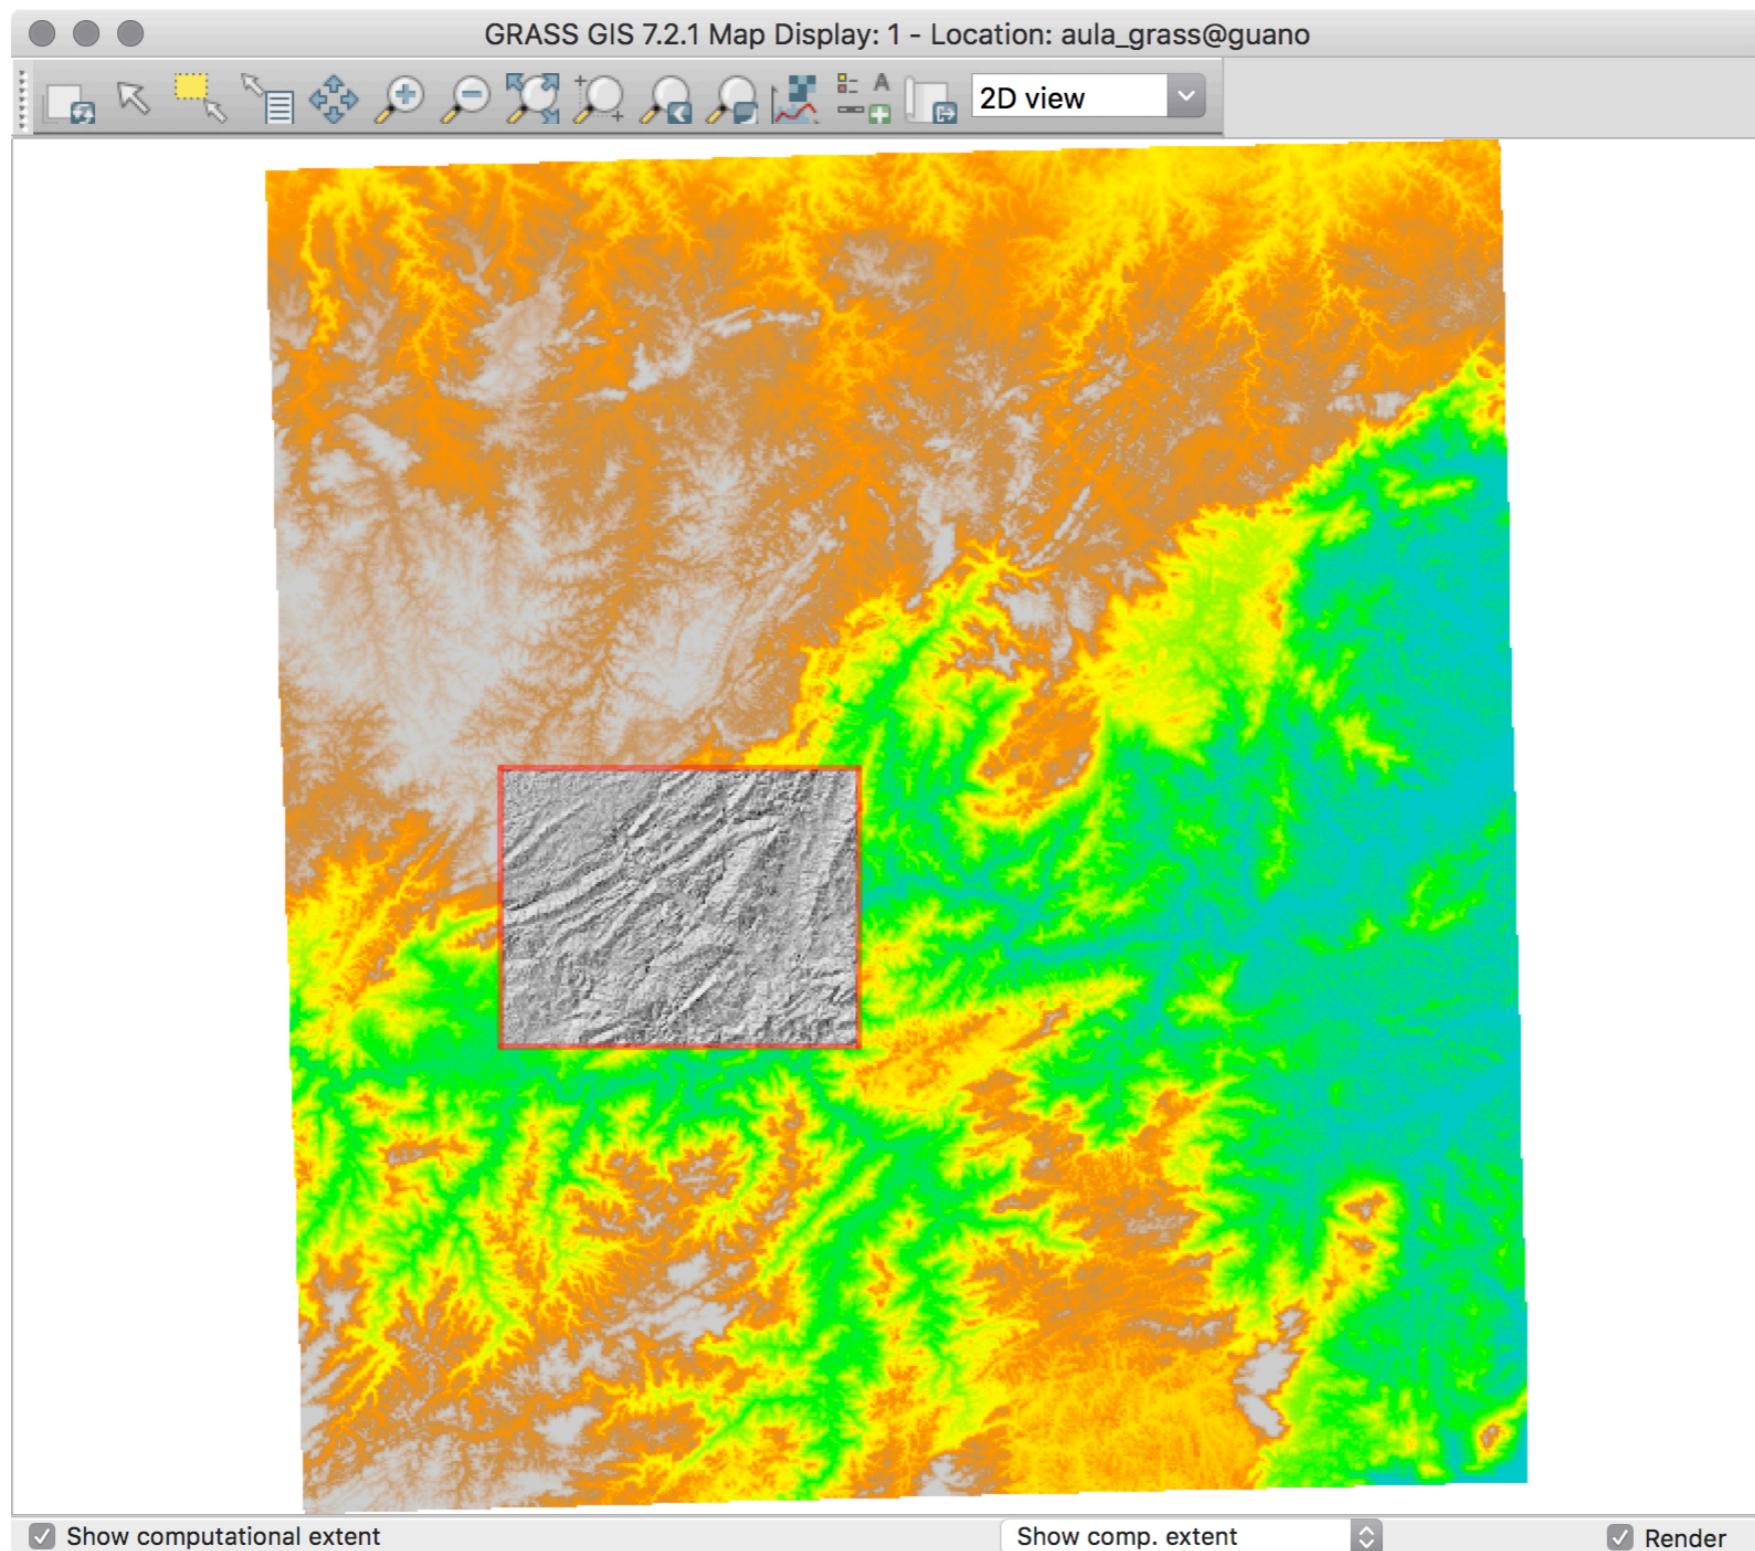 GRASS GIS 7.2.1 Map Display: 1 - Location: aula_grass@guano
A
2D view
Show computational extent
Show comp. extent
Render